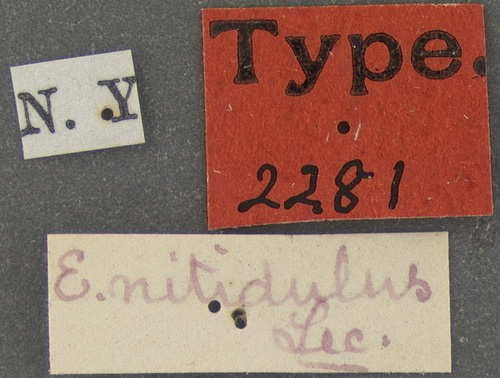 N. Y
Type.
2281
E. nitidulus
Lec.